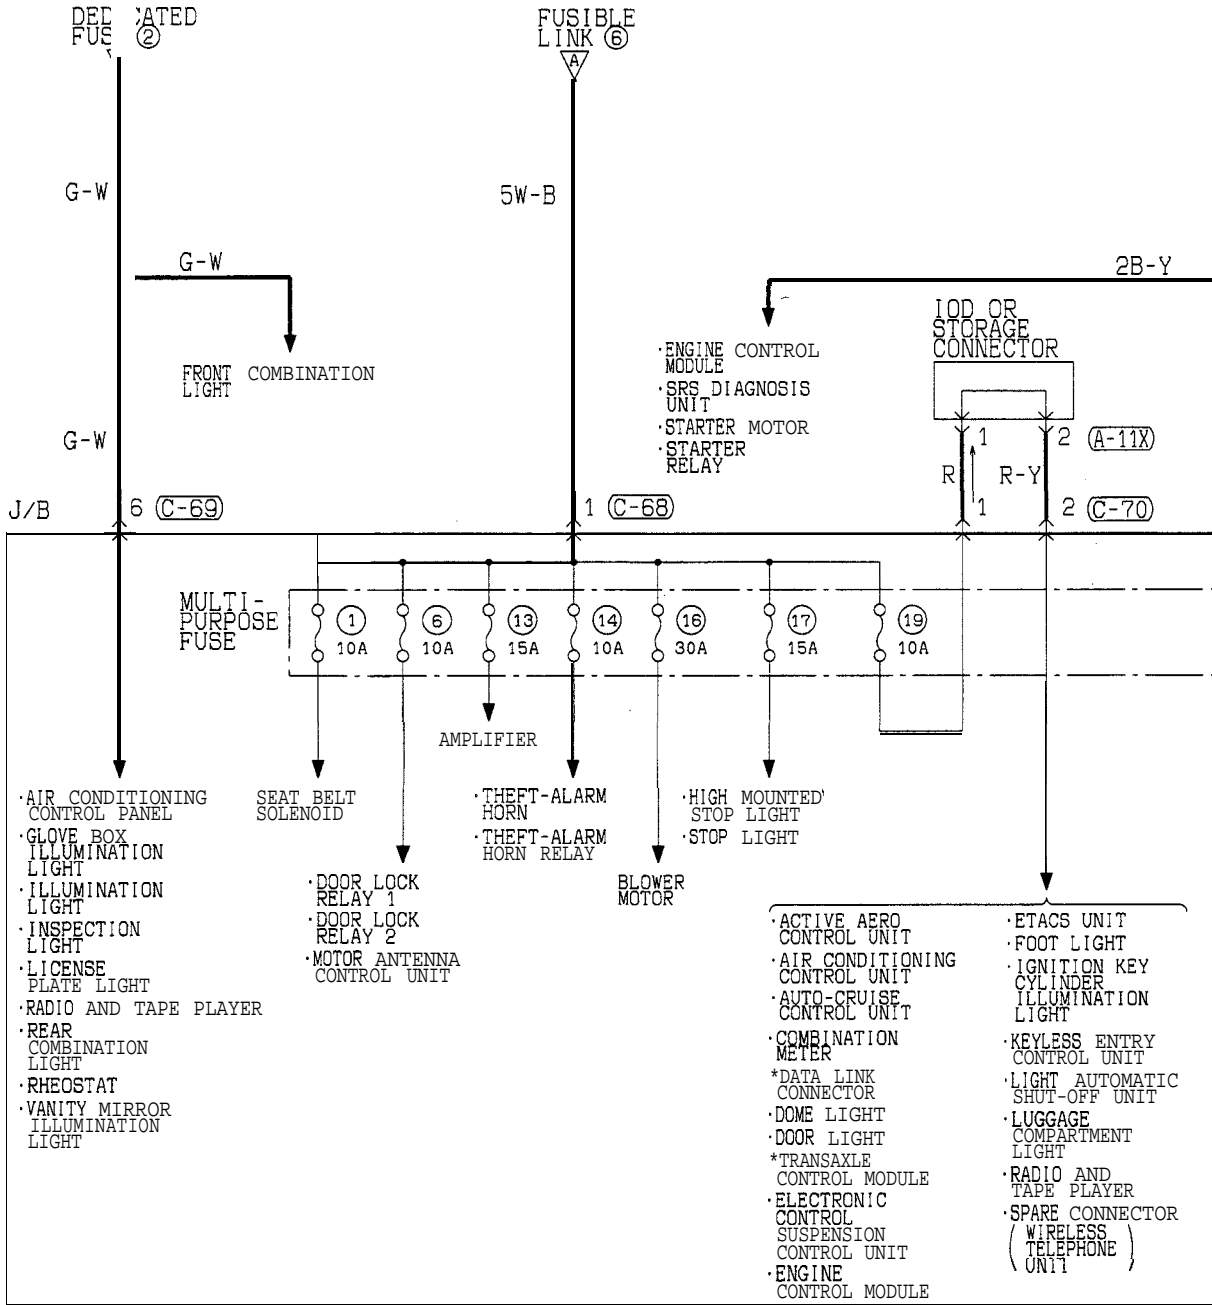 DED CATED
FUS ②
FUSIBLE
LINK ⑥
A
G-W
5W-B
G-W
2B-Y
FRONT COMBINATION
LIGHT
·ENGINE CONTROL
MODULE
·SRS DIAGNOSIS
UNIT
·STARTER MOTOR
·STARTER
RELAY
IOD OR
STORAGE
CONNECTOR
G-W
1
2 (A-11X)
R
R-Y
J/B
6 (C-69)
1 (C-68)
1
2 (C-70)
MULTI-
PURPOSE
FUSE
① 10A
⑥ 10A
⑬ 15A
⑭ 10A
⑯ 30A
⑰ 15A
⑲ 10A
AMPLIFIER
·AIR CONDITIONING
CONTROL PANEL
·GLOVE BOX
ILLUMINATION
LIGHT
·ILLUMINATION
LIGHT
·INSPECTION
LIGHT
·LICENSE
PLATE LIGHT
·RADIO AND TAPE PLAYER
·REAR
COMBINATION
LIGHT
·RHEOSTAT
·VANITY MIRROR
ILLUMINATION
LIGHT
SEAT BELT
SOLENOID
·DOOR LOCK
RELAY 1
·DOOR LOCK
RELAY 2
·MOTOR ANTENNA
CONTROL UNIT
·THEFT-ALARM
HORN
·THEFT-ALARM
HORN RELAY
BLOWER
MOTOR
·HIGH MOUNTED
STOP LIGHT
·STOP LIGHT
·ACTIVE AERO
CONTROL UNIT
·AIR CONDITIONING
CONTROL UNIT
·AUTO-CRUISE
CONTROL UNIT
·COMBINATION
METER
*DATA LINK
CONNECTOR
·DOME LIGHT
·DOOR LIGHT
*TRANSAXLE
CONTROL MODULE
·ELECTRONIC
CONTROL
SUSPENSION
CONTROL UNIT
·ENGINE
CONTROL MODULE
·ETACS UNIT
·FOOT LIGHT
·IGNITION KEY
CYLINDER
ILLUMINATION
LIGHT
·KEYLESS ENTRY
CONTROL UNIT
·LIGHT AUTOMATIC
SHUT-OFF UNIT
·LUGGAGE
COMPARTMENT
LIGHT
·RADIO AND
TAPE PLAYER
·SPARE CONNECTOR
(WIRELESS
TELEPHONE
UNIT)